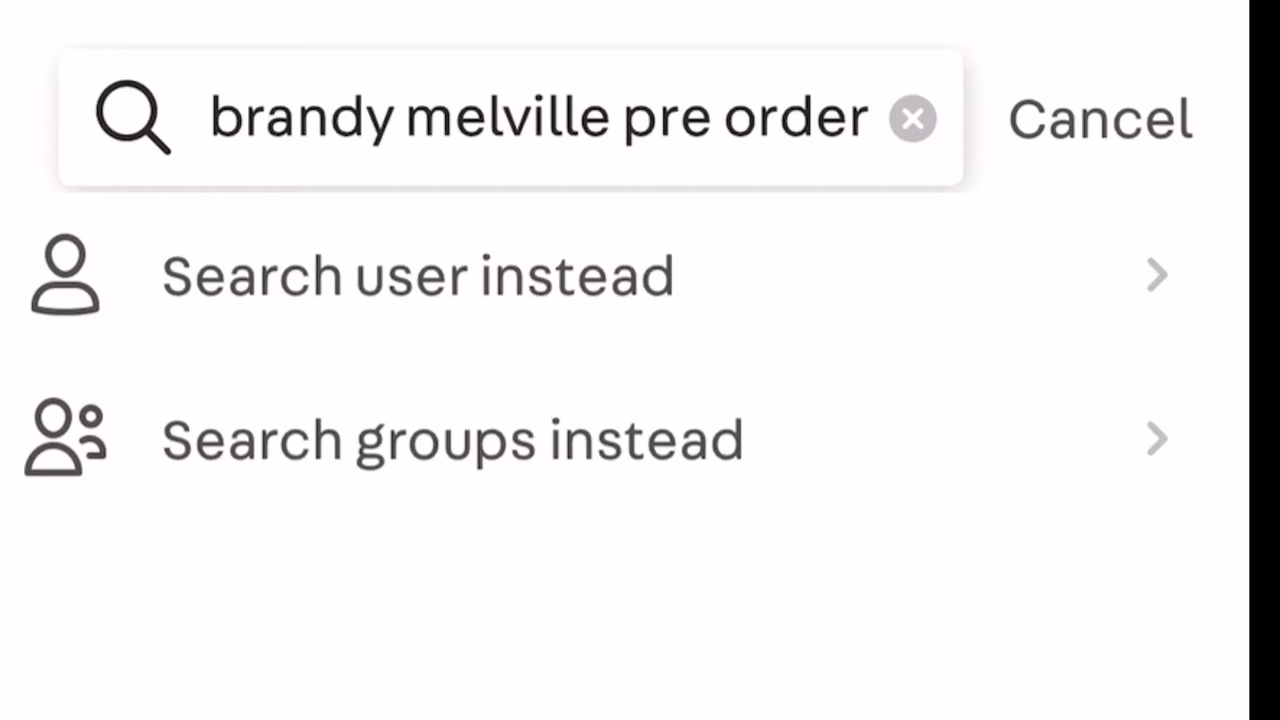 brandy melville pre order
Cancel
Search user instead
Search groups instead